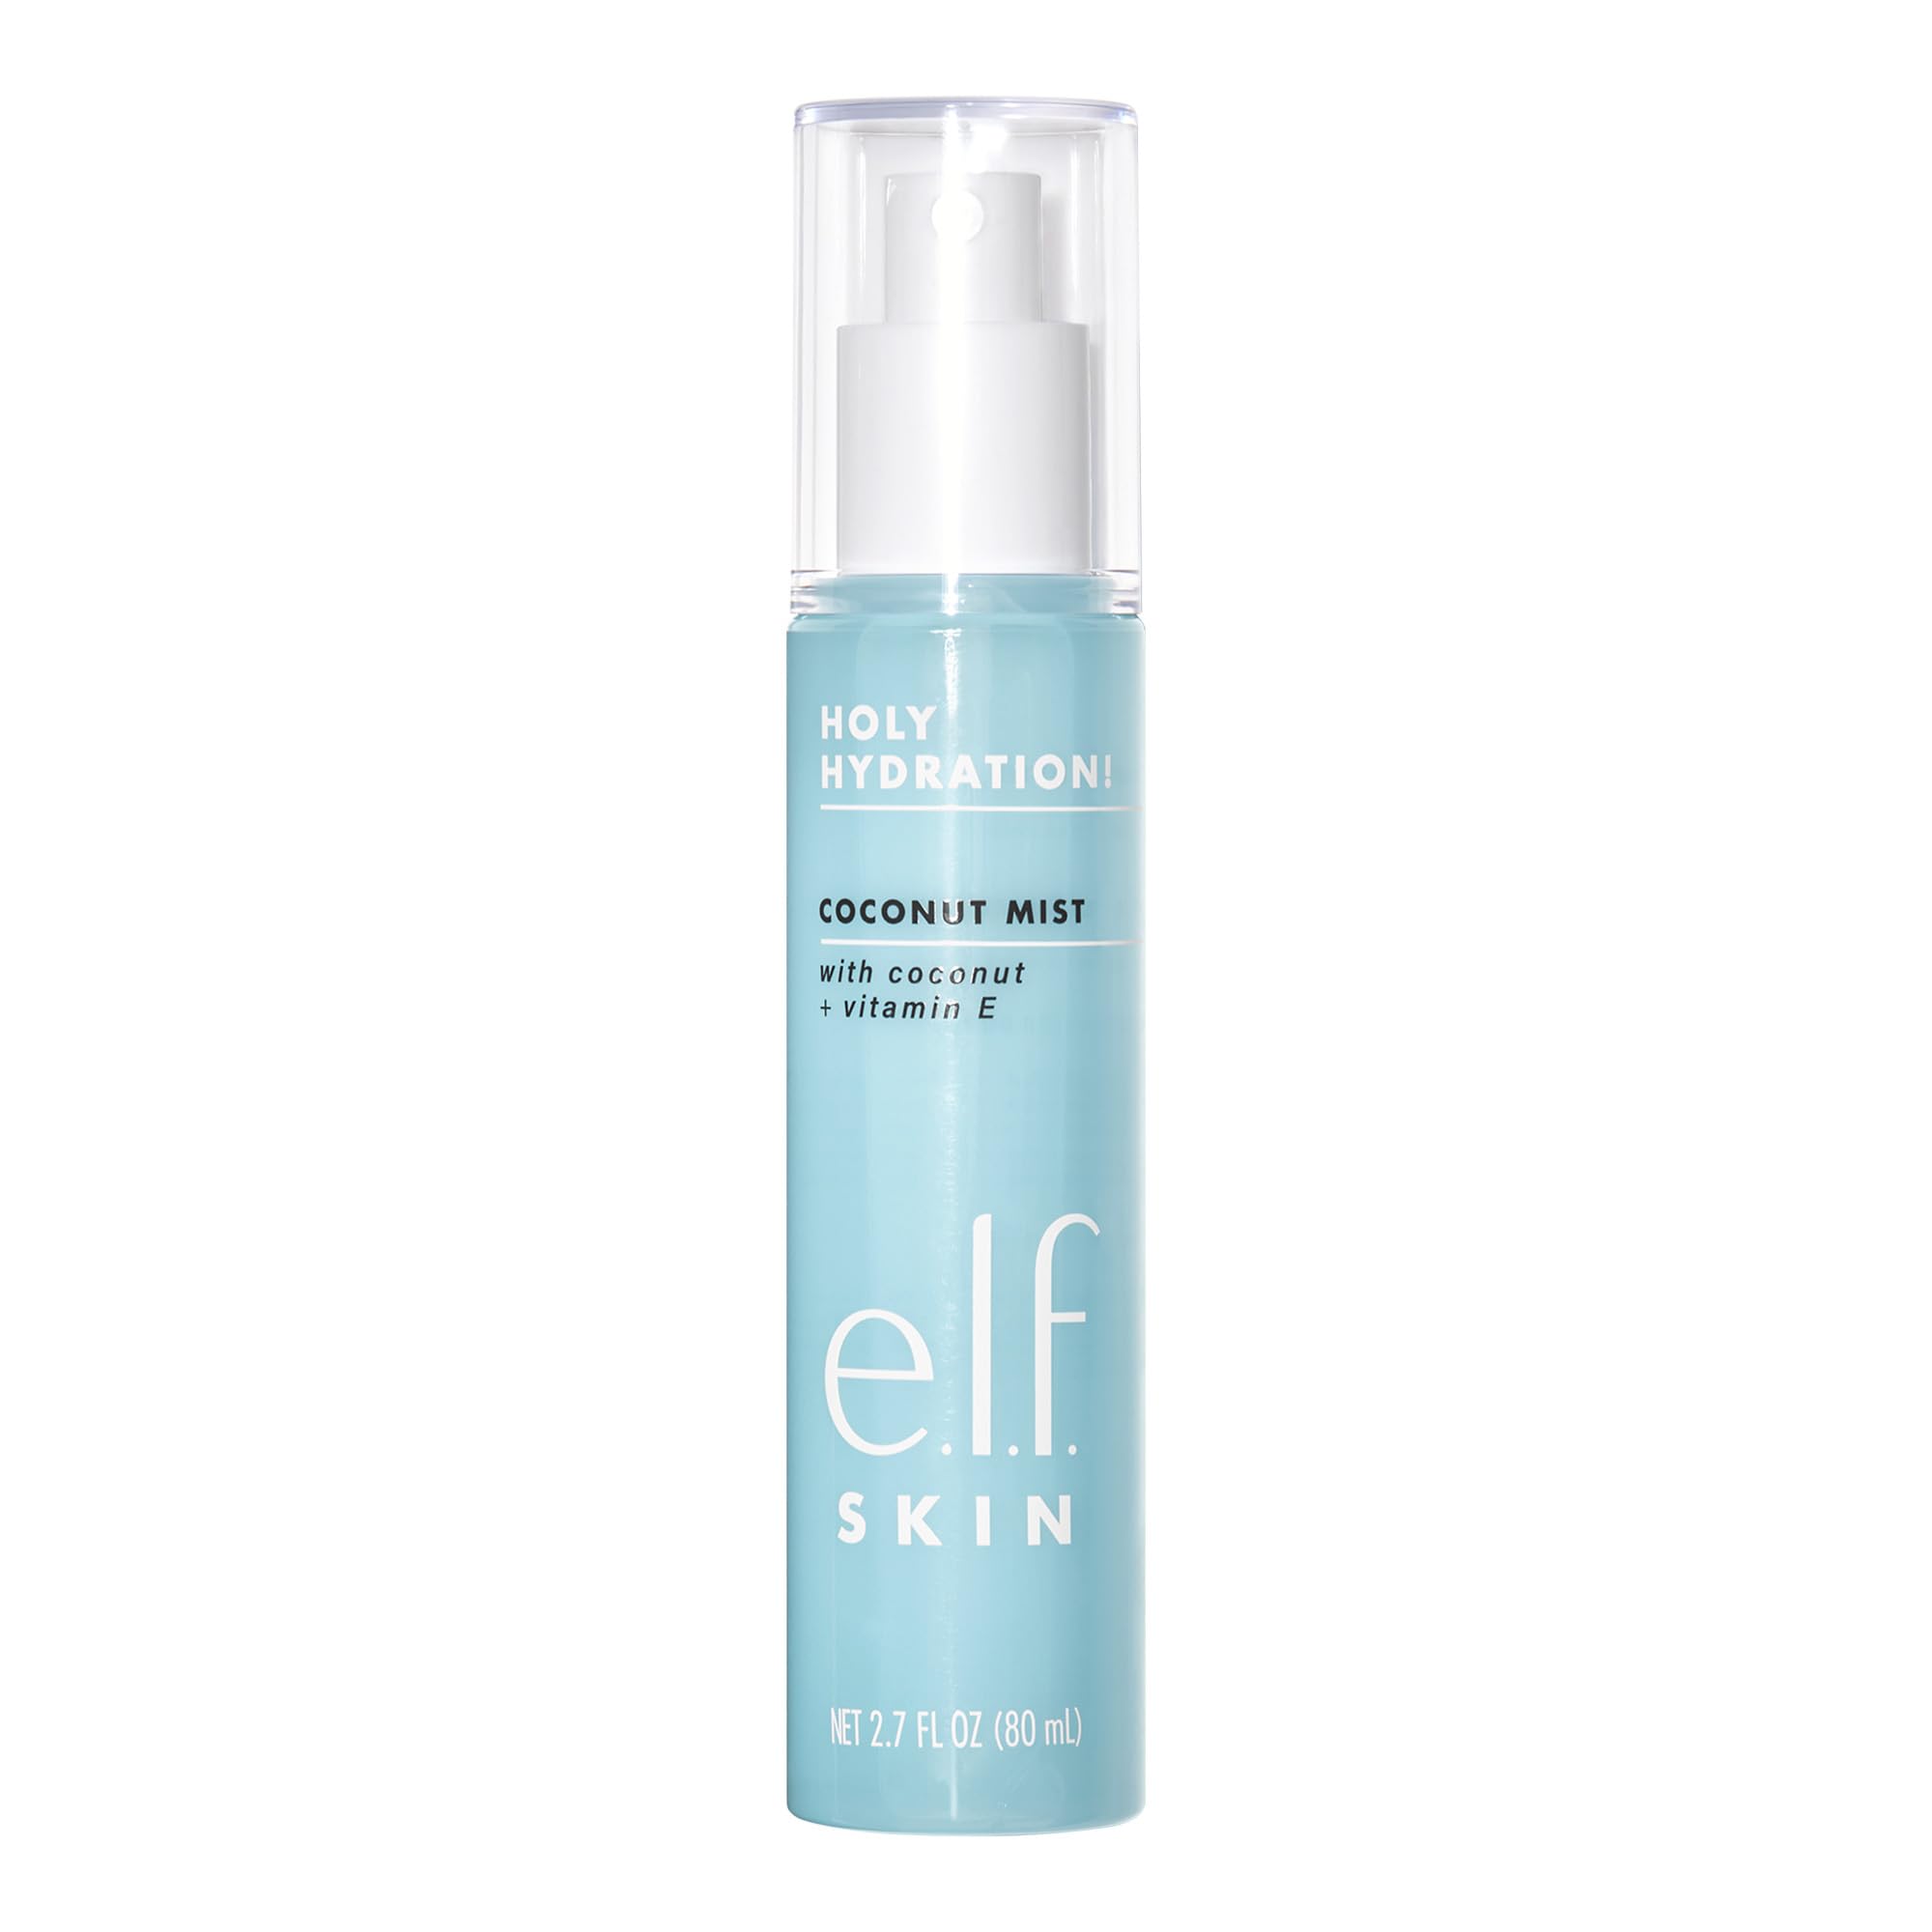 HOLY
HYDRATION!
COCONUT MIST
with coconut
+ vitamin E
e.l.f.
SKIN
NET 2.7 FL OZ (80 mL)